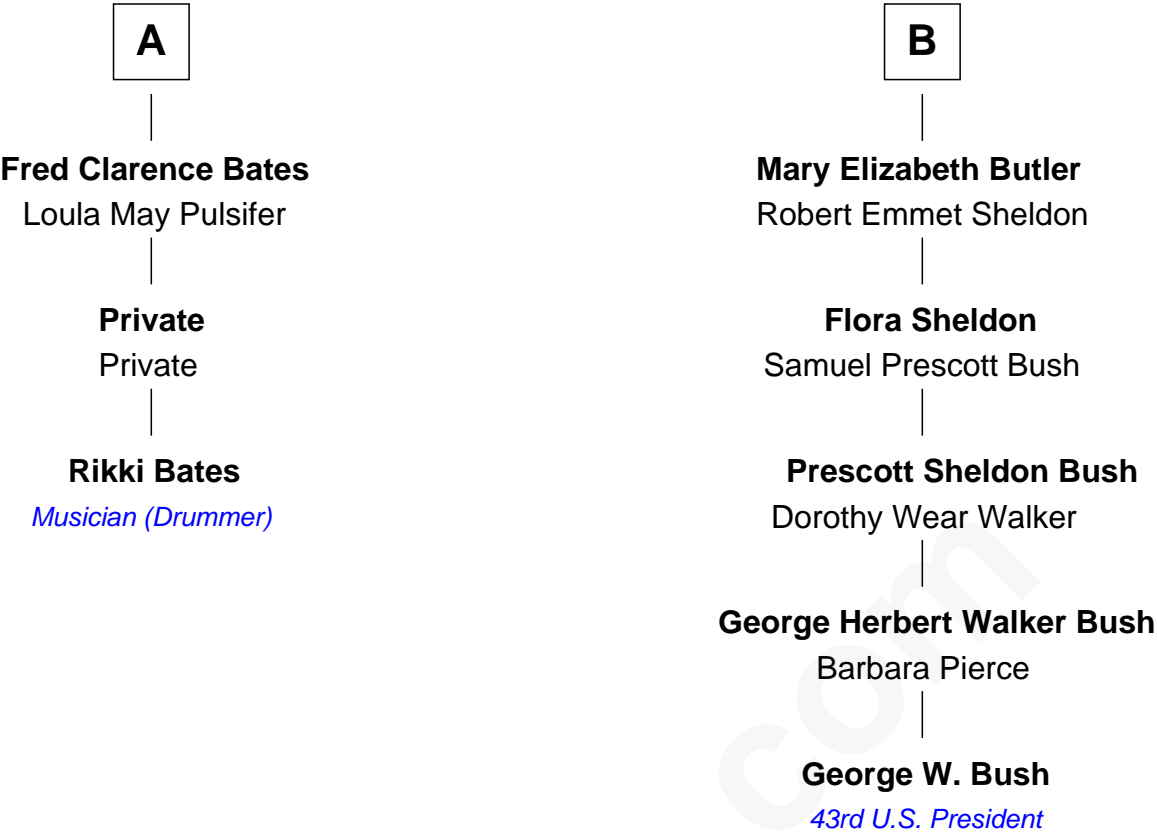 A
Fred Clarence Bates
Loula May Pulsifer
Private
Private
Rikki Bates
Musician (Drummer)
B
Mary Elizabeth Butler
Robert Emmet Sheldon
Flora Sheldon
Samuel Prescott Bush
Prescott Sheldon Bush
Dorothy Wear Walker
George Herbert Walker Bush
Barbara Pierce
George W. Bush
43rd U.S. President
com